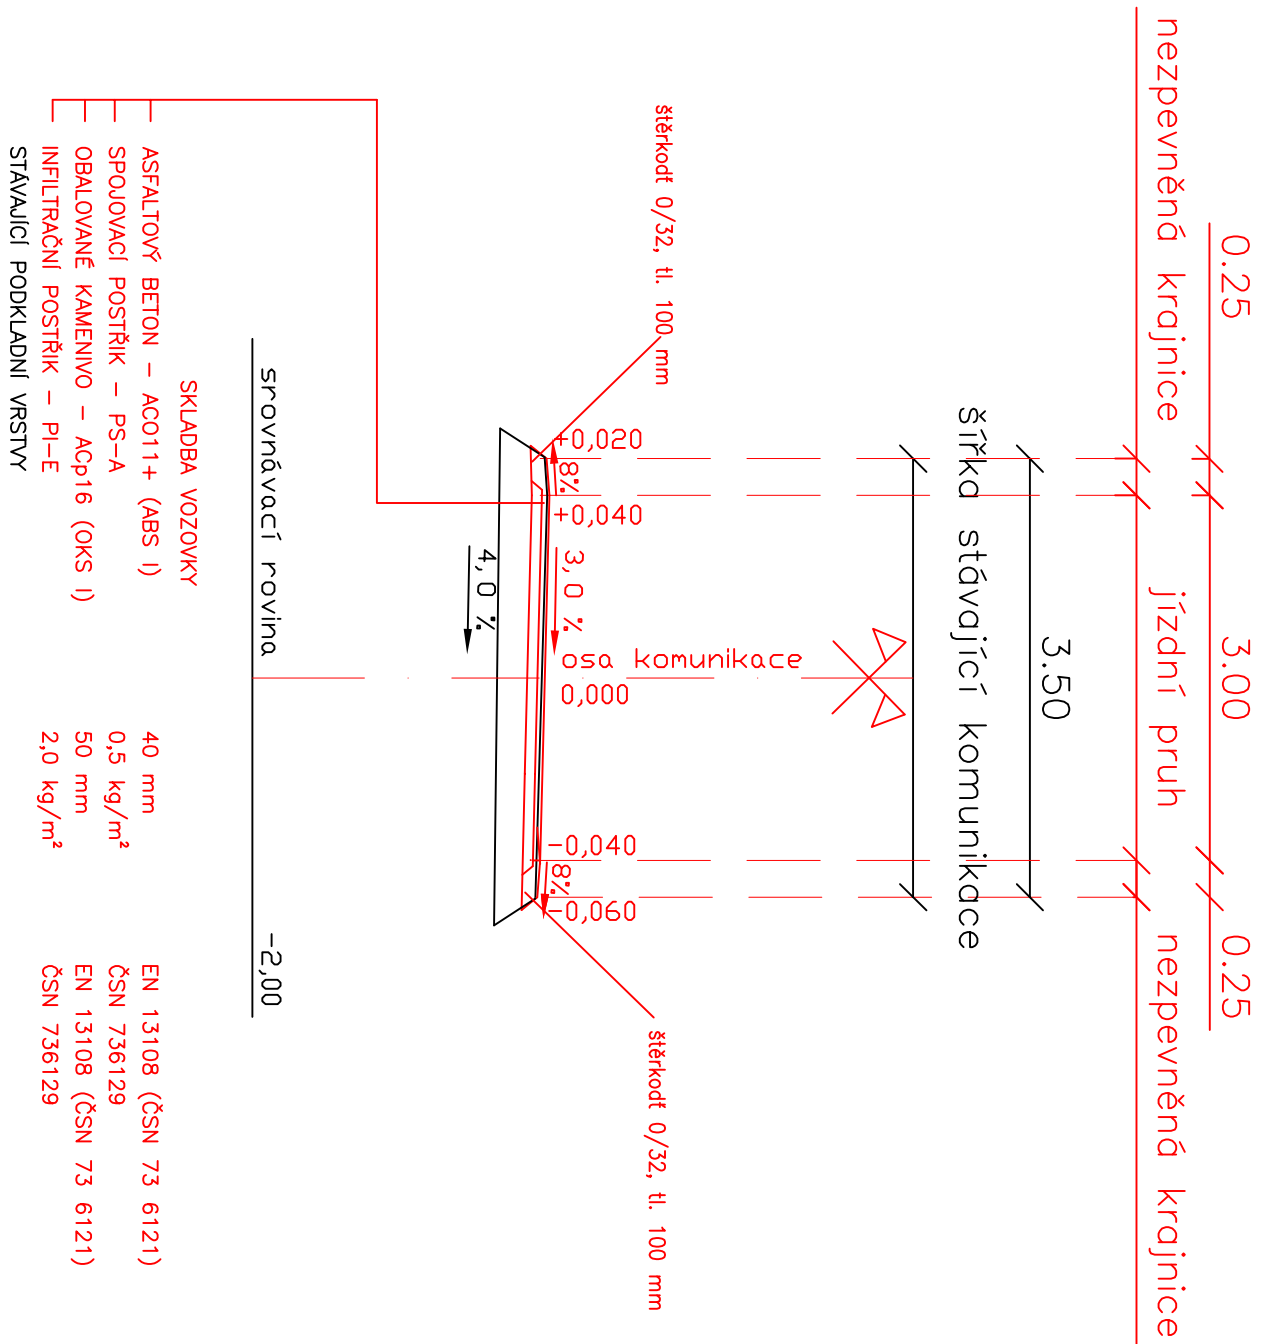 0.25 3.00 0.25
nezpevněná krajnice jízdní pruh nezpevněná krajnice
3.50
šířka stávající komunikace
štěrkodť 0/32, tl. 100 mm
štěrkodť 0/32, tl. 100 mm
osa komunikace
+0,020 +0,040 0,000 -0,040 -0,060
8% 3,0 % 8%
4,0 %
srovnávací rovina -2,00
SKLADBA VOZOVKY
ASFALTOVÝ BETON – ACO11+ (ABS I) 40 mm EN 13108 (ČSN 73 6121)
SPOJOVACÍ POSTŘIK – PS–A 0,5 kg/m² ČSN 736129
OBALOVANÉ KAMENIVO – ACp16 (OKS I) 50 mm EN 13108 (ČSN 73 6121)
INFILTRAČNÍ POSTŘIK – PI–E 2,0 kg/m² ČSN 736129
STÁVAJÍCÍ PODKLADNÍ VRSTVY